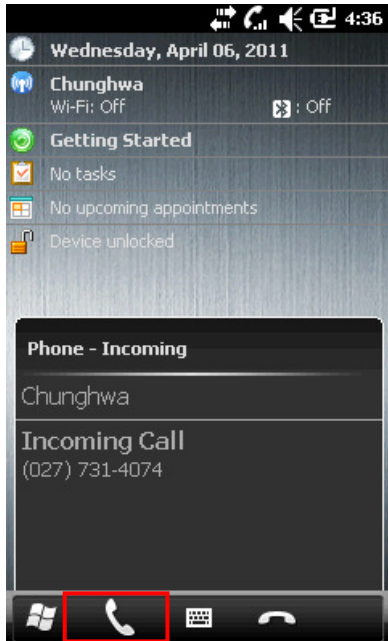 4:36
Wednesday, April 06, 2011
Chunghwa
Wi-Fi: Off : Off
Getting Started
No tasks
No upcoming appointments
Device unlocked
Phone - Incoming
Chunghwa
Incoming Call
(027) 731-4074